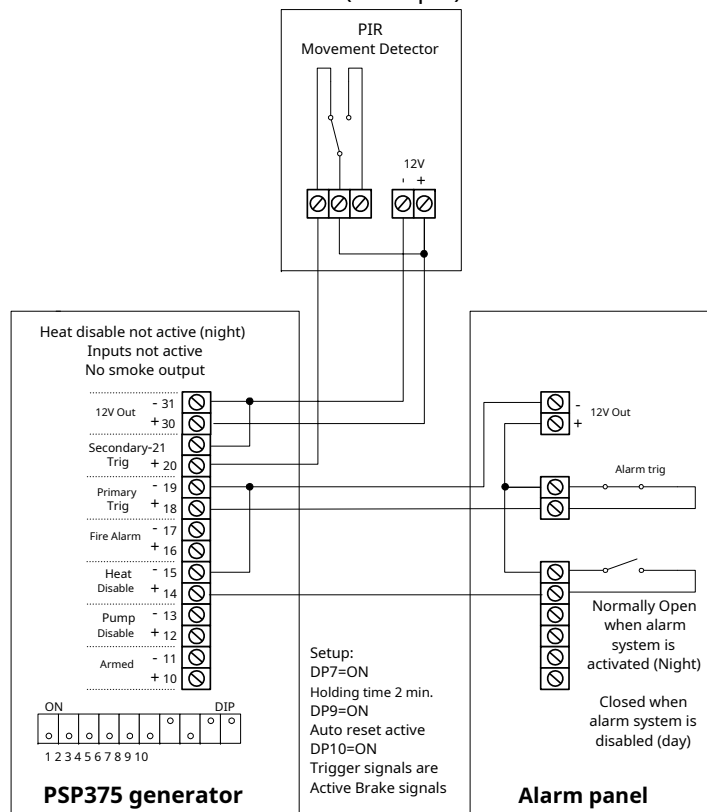 PIR
Movement Detector
12V
- +
Heat disable not active (night)
Inputs not active
No smoke output
12V Out
- 31
+ 30
Secondary-21
Trig + 20
Primary - 19
Trig + 18
Fire Alarm - 17
+ 16
Heat - 15
Disable + 14
Pump - 13
Disable + 12
Armed - 11
+ 10
ON DIP
1 2 3 4 5 6 7 8 9 10
PSP375 generator
Setup:
DP7=ON
Holding time 2 min.
DP9=ON
Auto reset active
DP10=ON
Trigger signals are
Active Brake signals
-
12V Out
+
Alarm trig
Normally Open
when alarm
system is
activated (Night)
Closed when
alarm system is
disabled (day)
Alarm panel